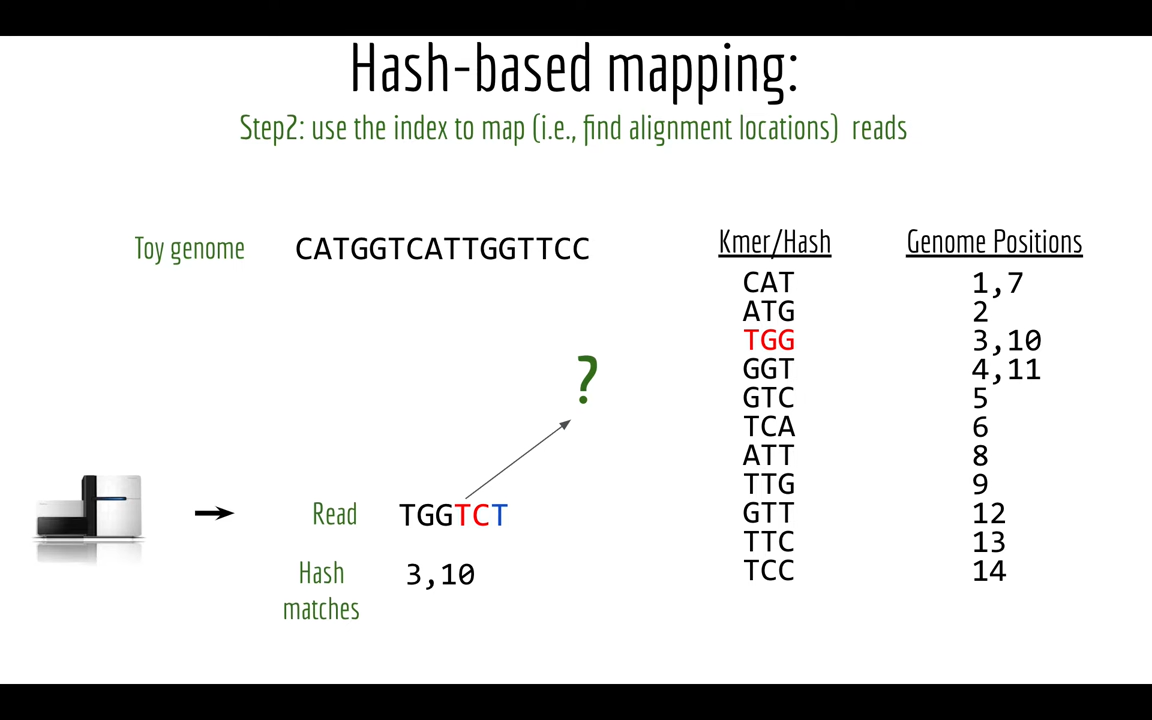 Hash-based mapping:
Step2: use the index to map (i.e., find alignment locations) reads
Toy genome CATGGTCATTGGTTCC
Kmer/Hash Genome Positions
CAT 1,7
ATG 2
TGG 3,10
GGT 4,11
GTC 5
TCA 6
ATT 8
TTG 9
GTT 12
TTC 13
TCC 14
?
Read TGGTCT
Hash matches 3,10